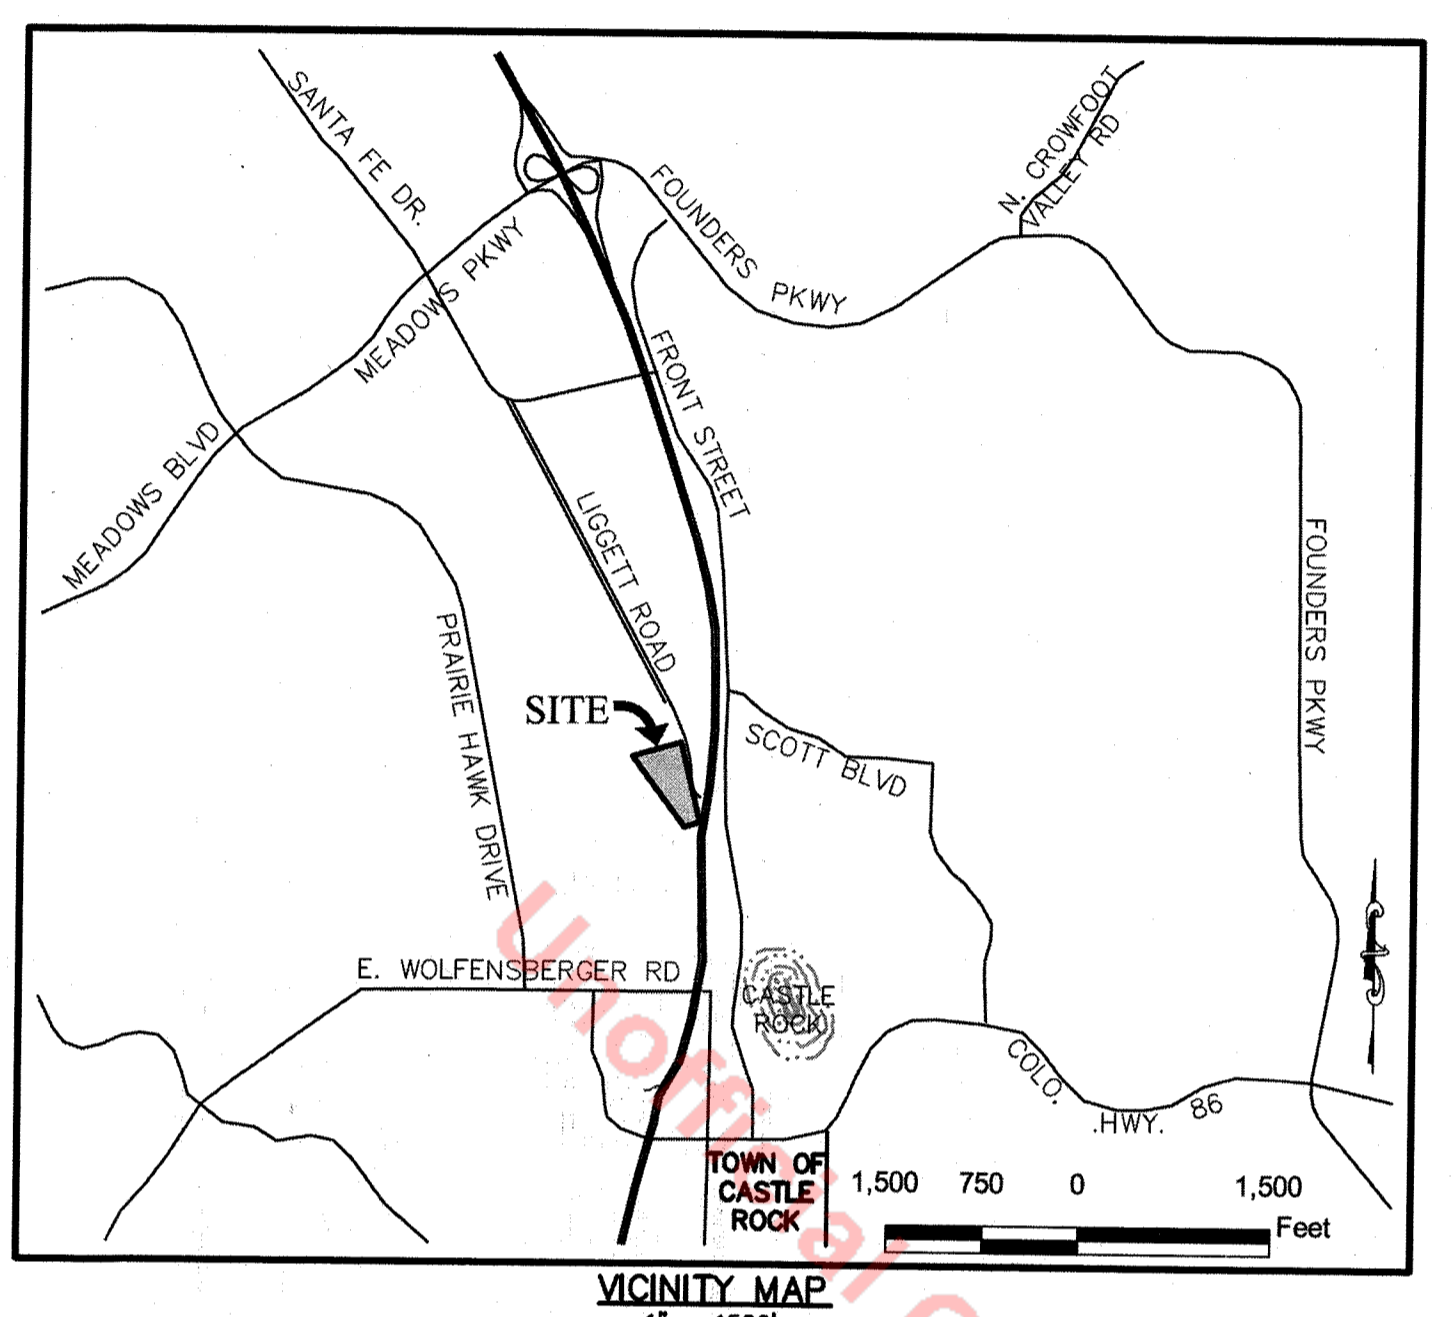 SANTA FE DR.
N. CROWFOOT
VALLEY RD
FOUNDERS PKWY
MEADOWS PKWY
FRONT STREET
MEADOWS BLVD
LIGGETT ROAD
FOUNDERS PKWY
PRAIRIE HAWK DRIVE
SITE
SCOTT BLVD
E. WOLFENSBERGER RD
CASTLE
ROCK
COLO. .HWY. 86
TOWN OF
CASTLE
ROCK
1,500 750 0 1,500
Feet
VICINITY MAP
Unofficial